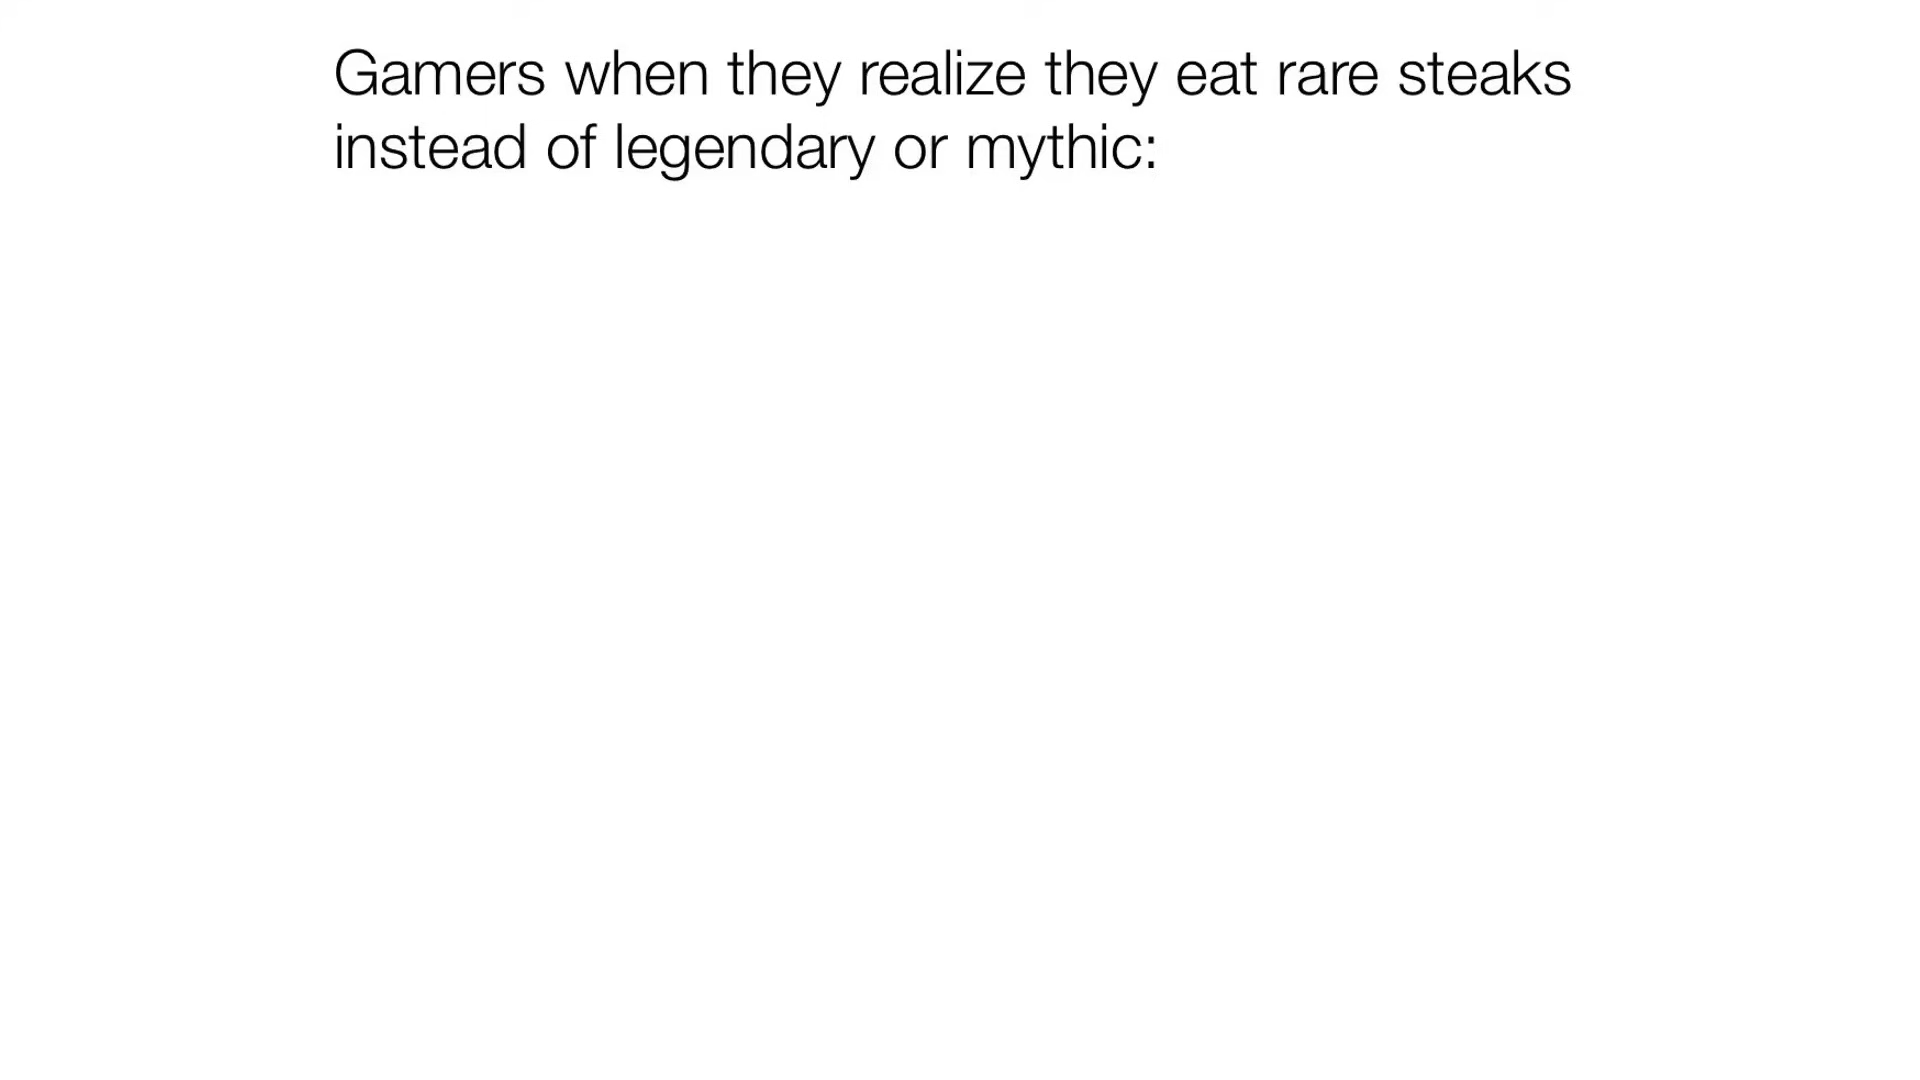 Gamers when they realize they eat rare steaks
instead of legendary or mythic: